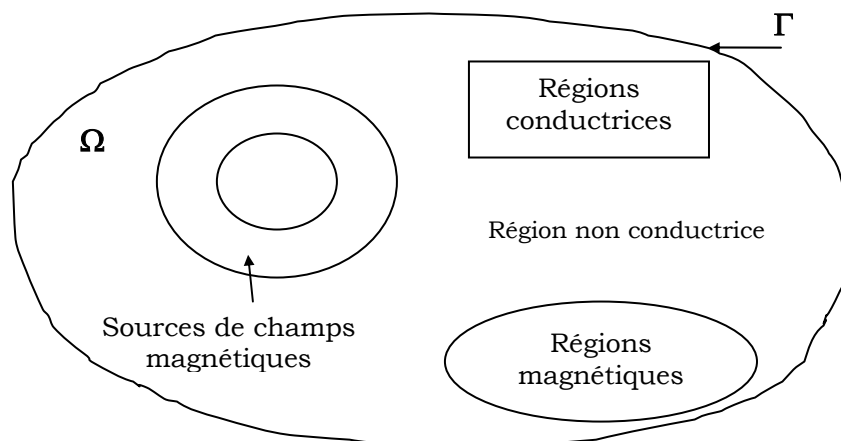 Γ
Régions
conductrices
Ω
Région non conductrice
Sources de champs
magnétiques
Régions
magnétiques